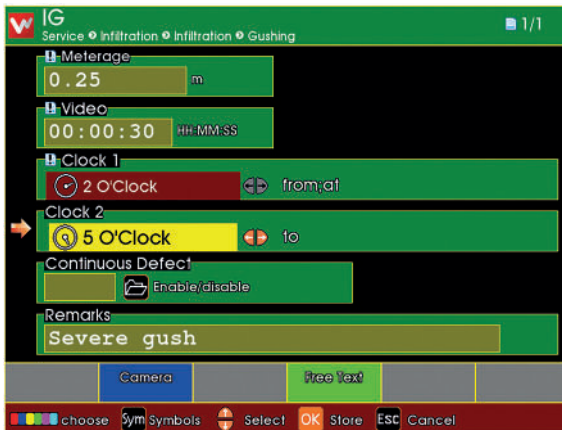 IG
Service Infiltration Infiltration Gushing
1/1
Meterage
0.25 m
Video
00:00:30 HH:MM:SS
Clock 1
2 O'Clock from;at
Clock 2
5 O'Clock to
Continuous Defect
Enable/disable
Remarks
Severe gush
Camera Free Text
choose Sym Symbols Select OK Store Esc Cancel